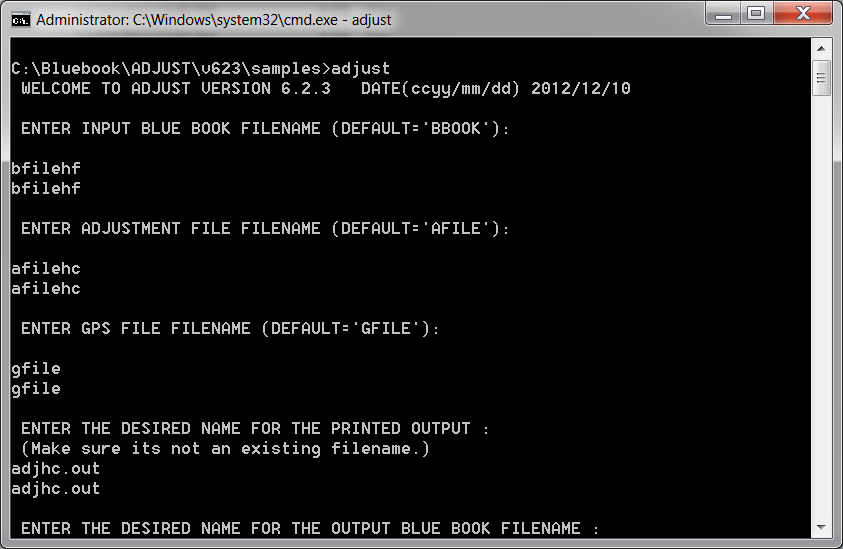 Administrator: C:\Windows\system32\cmd.exe - adjust
C:\Bluebook\ADJUST\v623\samples>adjust
WELCOME TO ADJUST VERSION 6.2.3   DATE(ccyy/mm/dd) 2012/12/10
ENTER INPUT BLUE BOOK FILENAME (DEFAULT='BBOOK'):
bfilehf
bfilehf
ENTER ADJUSTMENT FILE FILENAME (DEFAULT='AFILE'):
afilehc
afilehc
ENTER GPS FILE FILENAME (DEFAULT='GFILE'):
gfile
gfile
ENTER THE DESIRED NAME FOR THE PRINTED OUTPUT :
(Make sure its not an existing filename.)
adjhc.out
adjhc.out
ENTER THE DESIRED NAME FOR THE OUTPUT BLUE BOOK FILENAME :